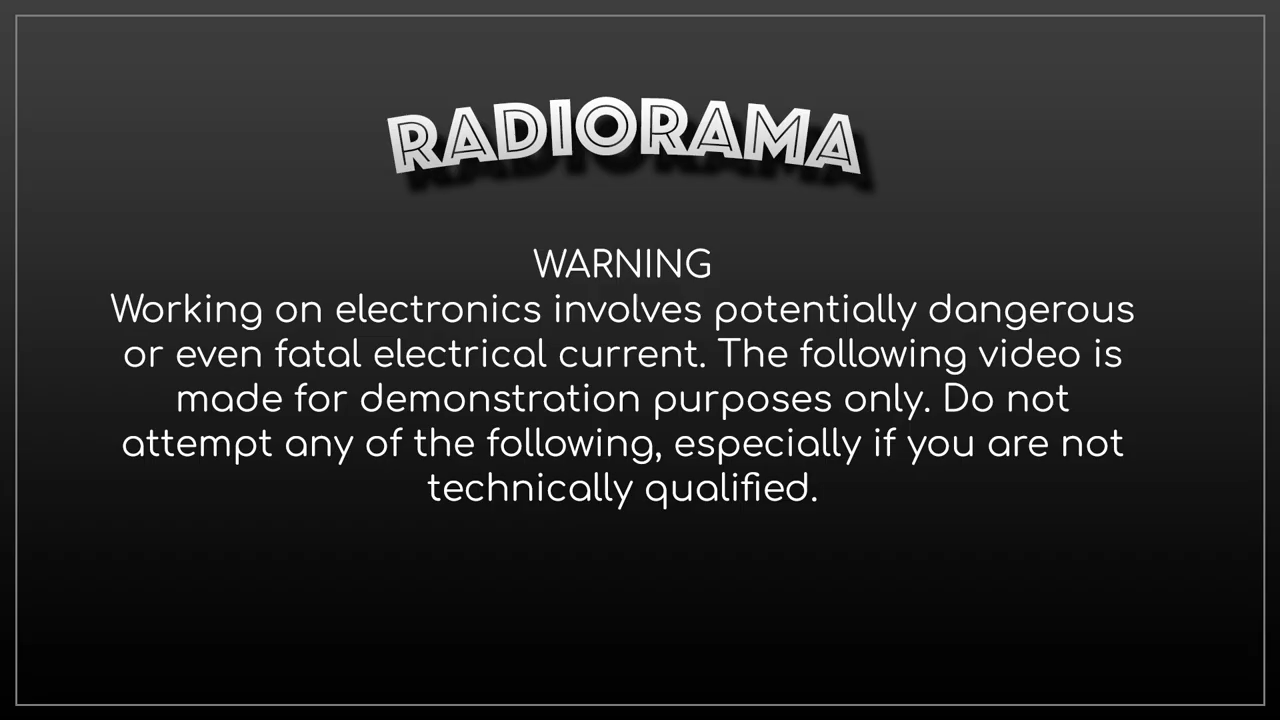 RADIORAMA
WARNING
Working on electronics involves potentially dangerous
or even fatal electrical current. The following video is
made for demonstration purposes only. Do not
attempt any of the following, especially if you are not
technically qualified.